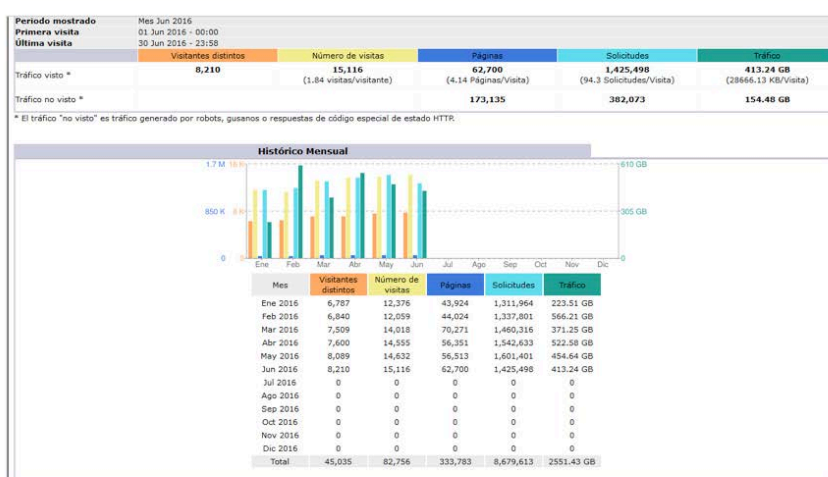 Periodo mostrado Mes Jun 2016
Primera visita 01 Jun 2016 - 00:00
Última visita 30 Jun 2016 - 23:58
Visitantes distintos Número de visitas Páginas Solicitudes Tráfico
Tráfico visto * 8,210 15,116 62,700 1,425,498 413.24 GB
(1.84 visitas/visitante) (4.14 Páginas/Visita) (94.3 Solicitudes/Visita) (28666.13 KB/Visita)
Tráfico no visto * 173,135 382,073 154.48 GB
* El tráfico "no visto" es tráfico generado por robots, gusanos o respuestas de código especial de estado HTTP.
Histórico Mensual
1.7 M 16 K 610 GB
850 K 8 K 305 GB
0 0 0
Ene Feb Mar Abr May Jun Jul Ago Sep Oct Nov Dic
Mes Visitantes distintos Número de visitas Páginas Solicitudes Tráfico
Ene 2016 6,787 12,376 43,924 1,311,964 223.51 GB
Feb 2016 6,840 12,059 44,024 1,337,801 566.21 GB
Mar 2016 7,509 14,018 70,271 1,460,316 371.25 GB
Abr 2016 7,600 14,555 56,351 1,542,633 522.58 GB
May 2016 8,089 14,632 56,513 1,601,401 454.64 GB
Jun 2016 8,210 15,116 62,700 1,425,498 413.24 GB
Jul 2016 0 0 0 0 0
Ago 2016 0 0 0 0 0
Sep 2016 0 0 0 0 0
Oct 2016 0 0 0 0 0
Nov 2016 0 0 0 0 0
Dic 2016 0 0 0 0 0
Total 45,035 82,756 333,783 8,679,613 2551.43 GB